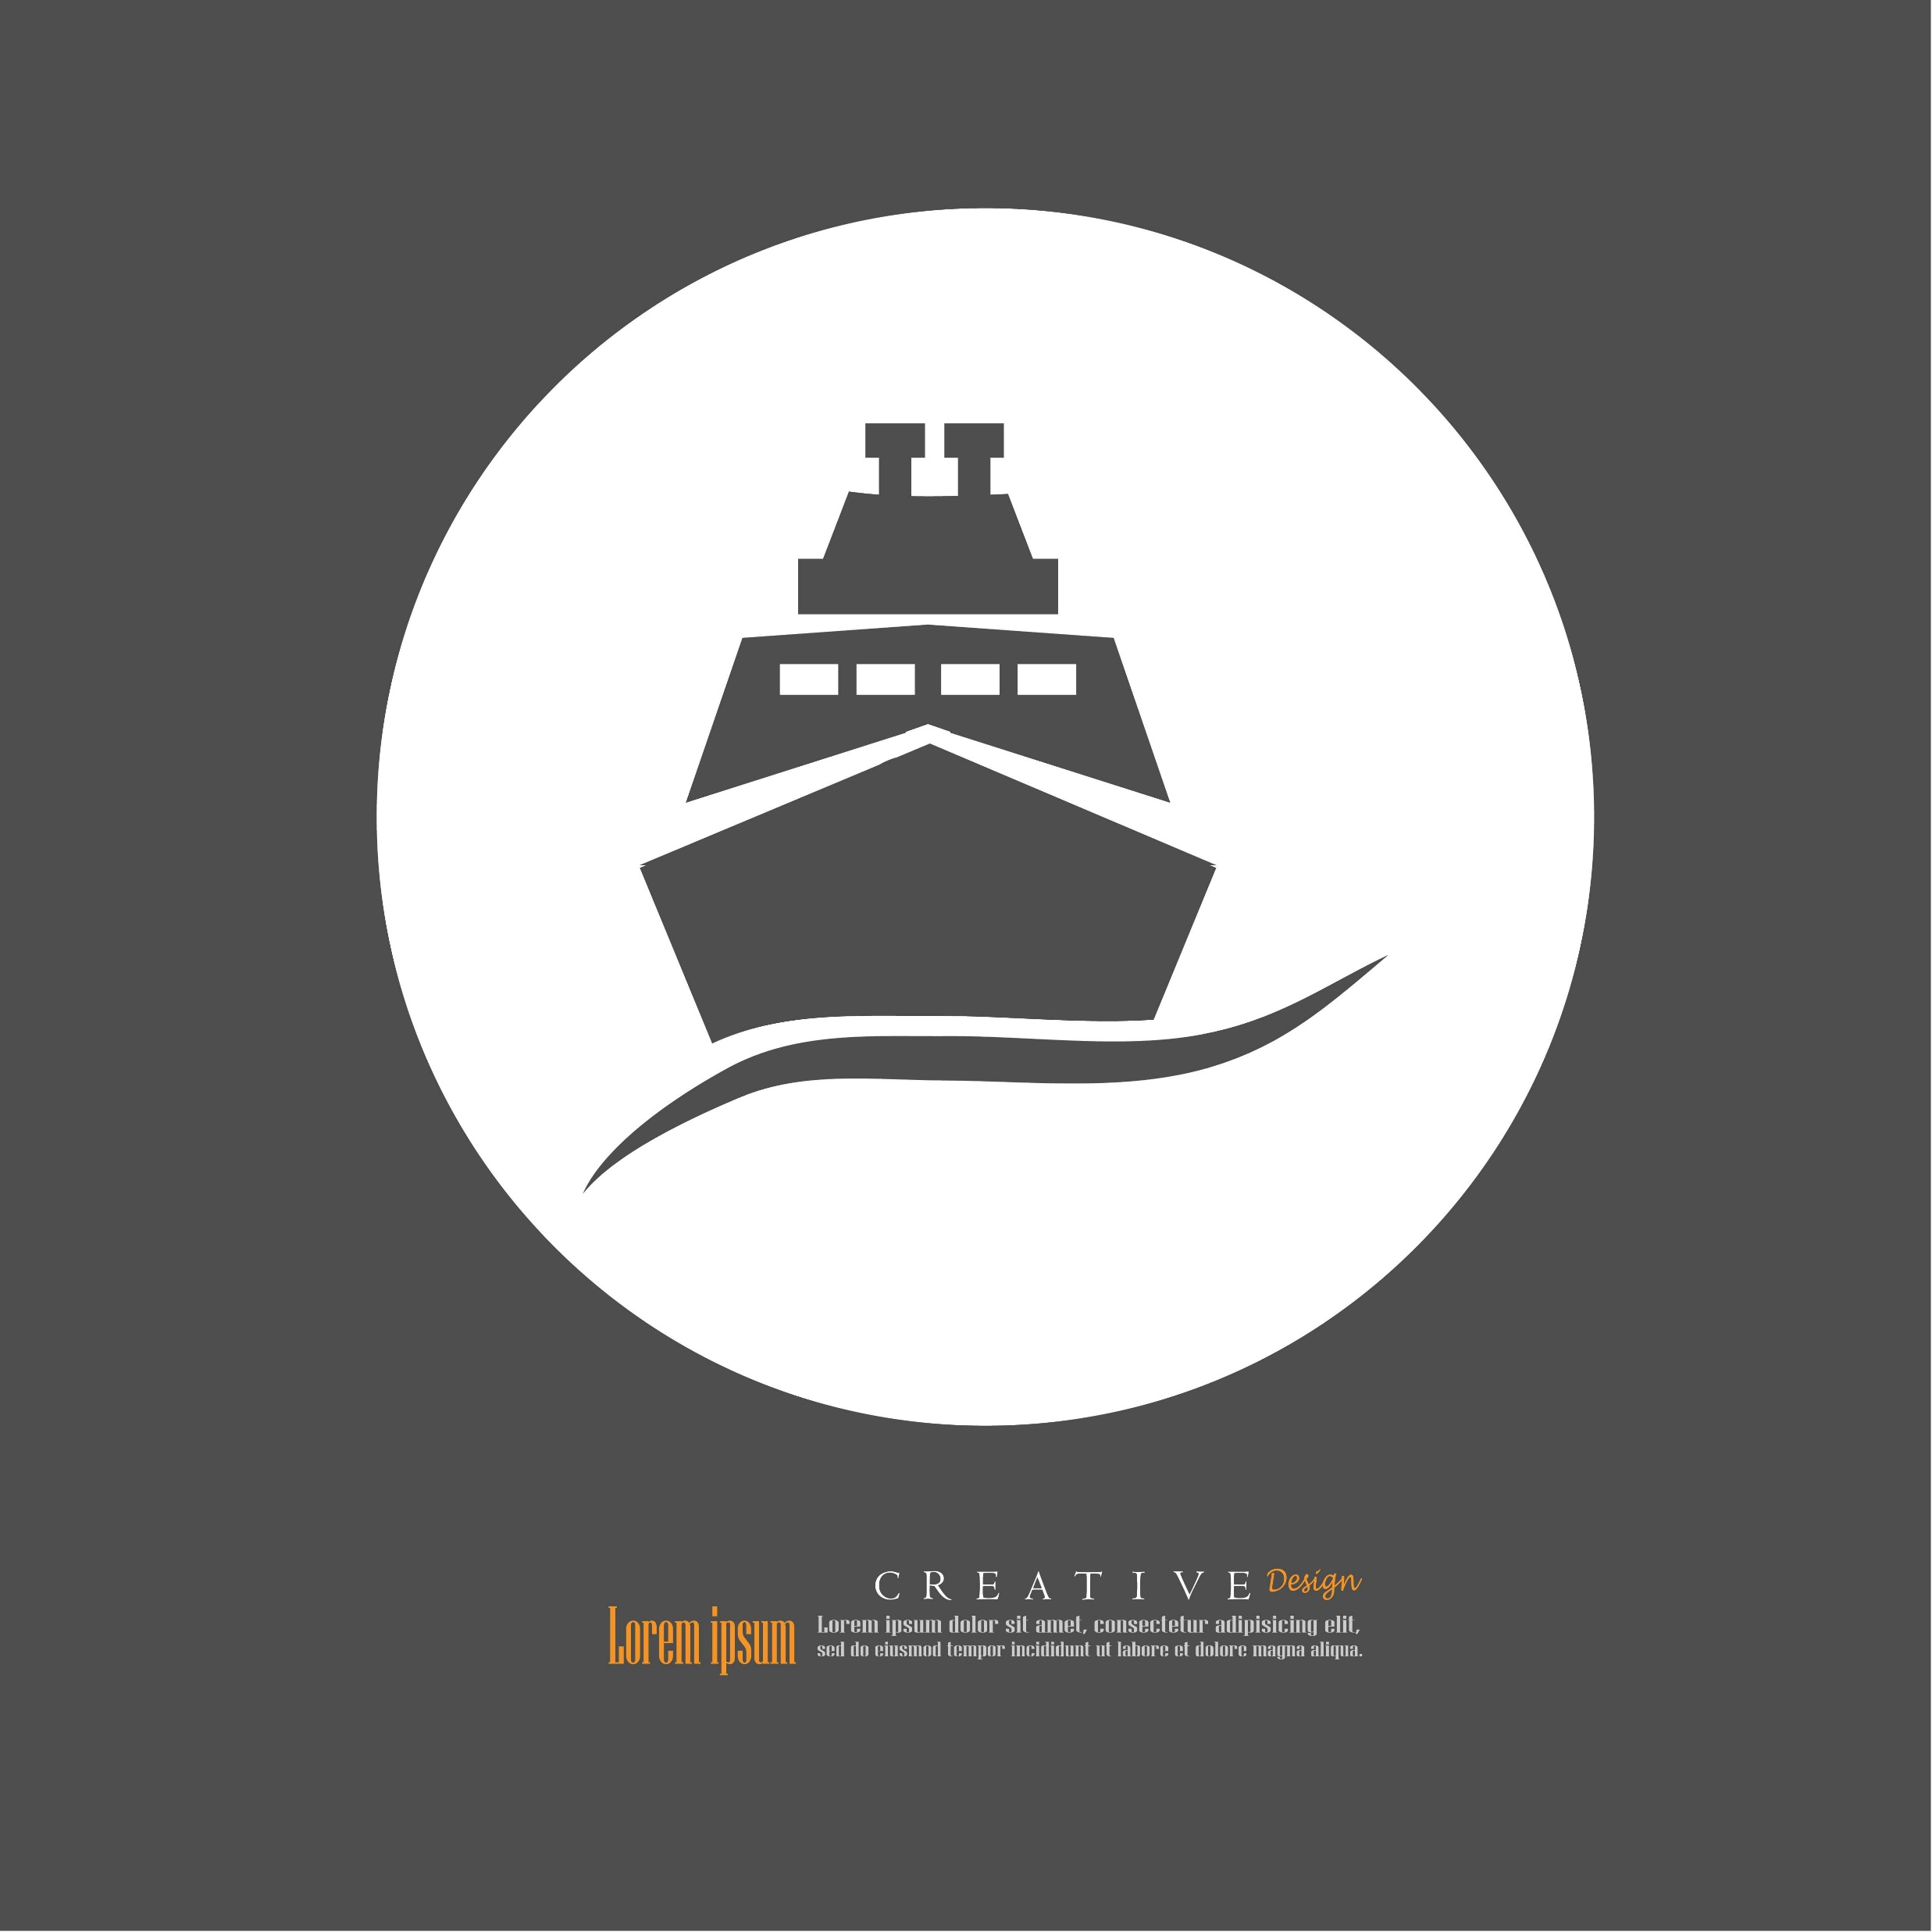 CREATIVE Design
Lorem ipsum
Lorem ipsum dolor sit amet, consectetur adipisicing elit,
sed do eiusmod tempor incididunt ut labore et dolore magna aliqua.